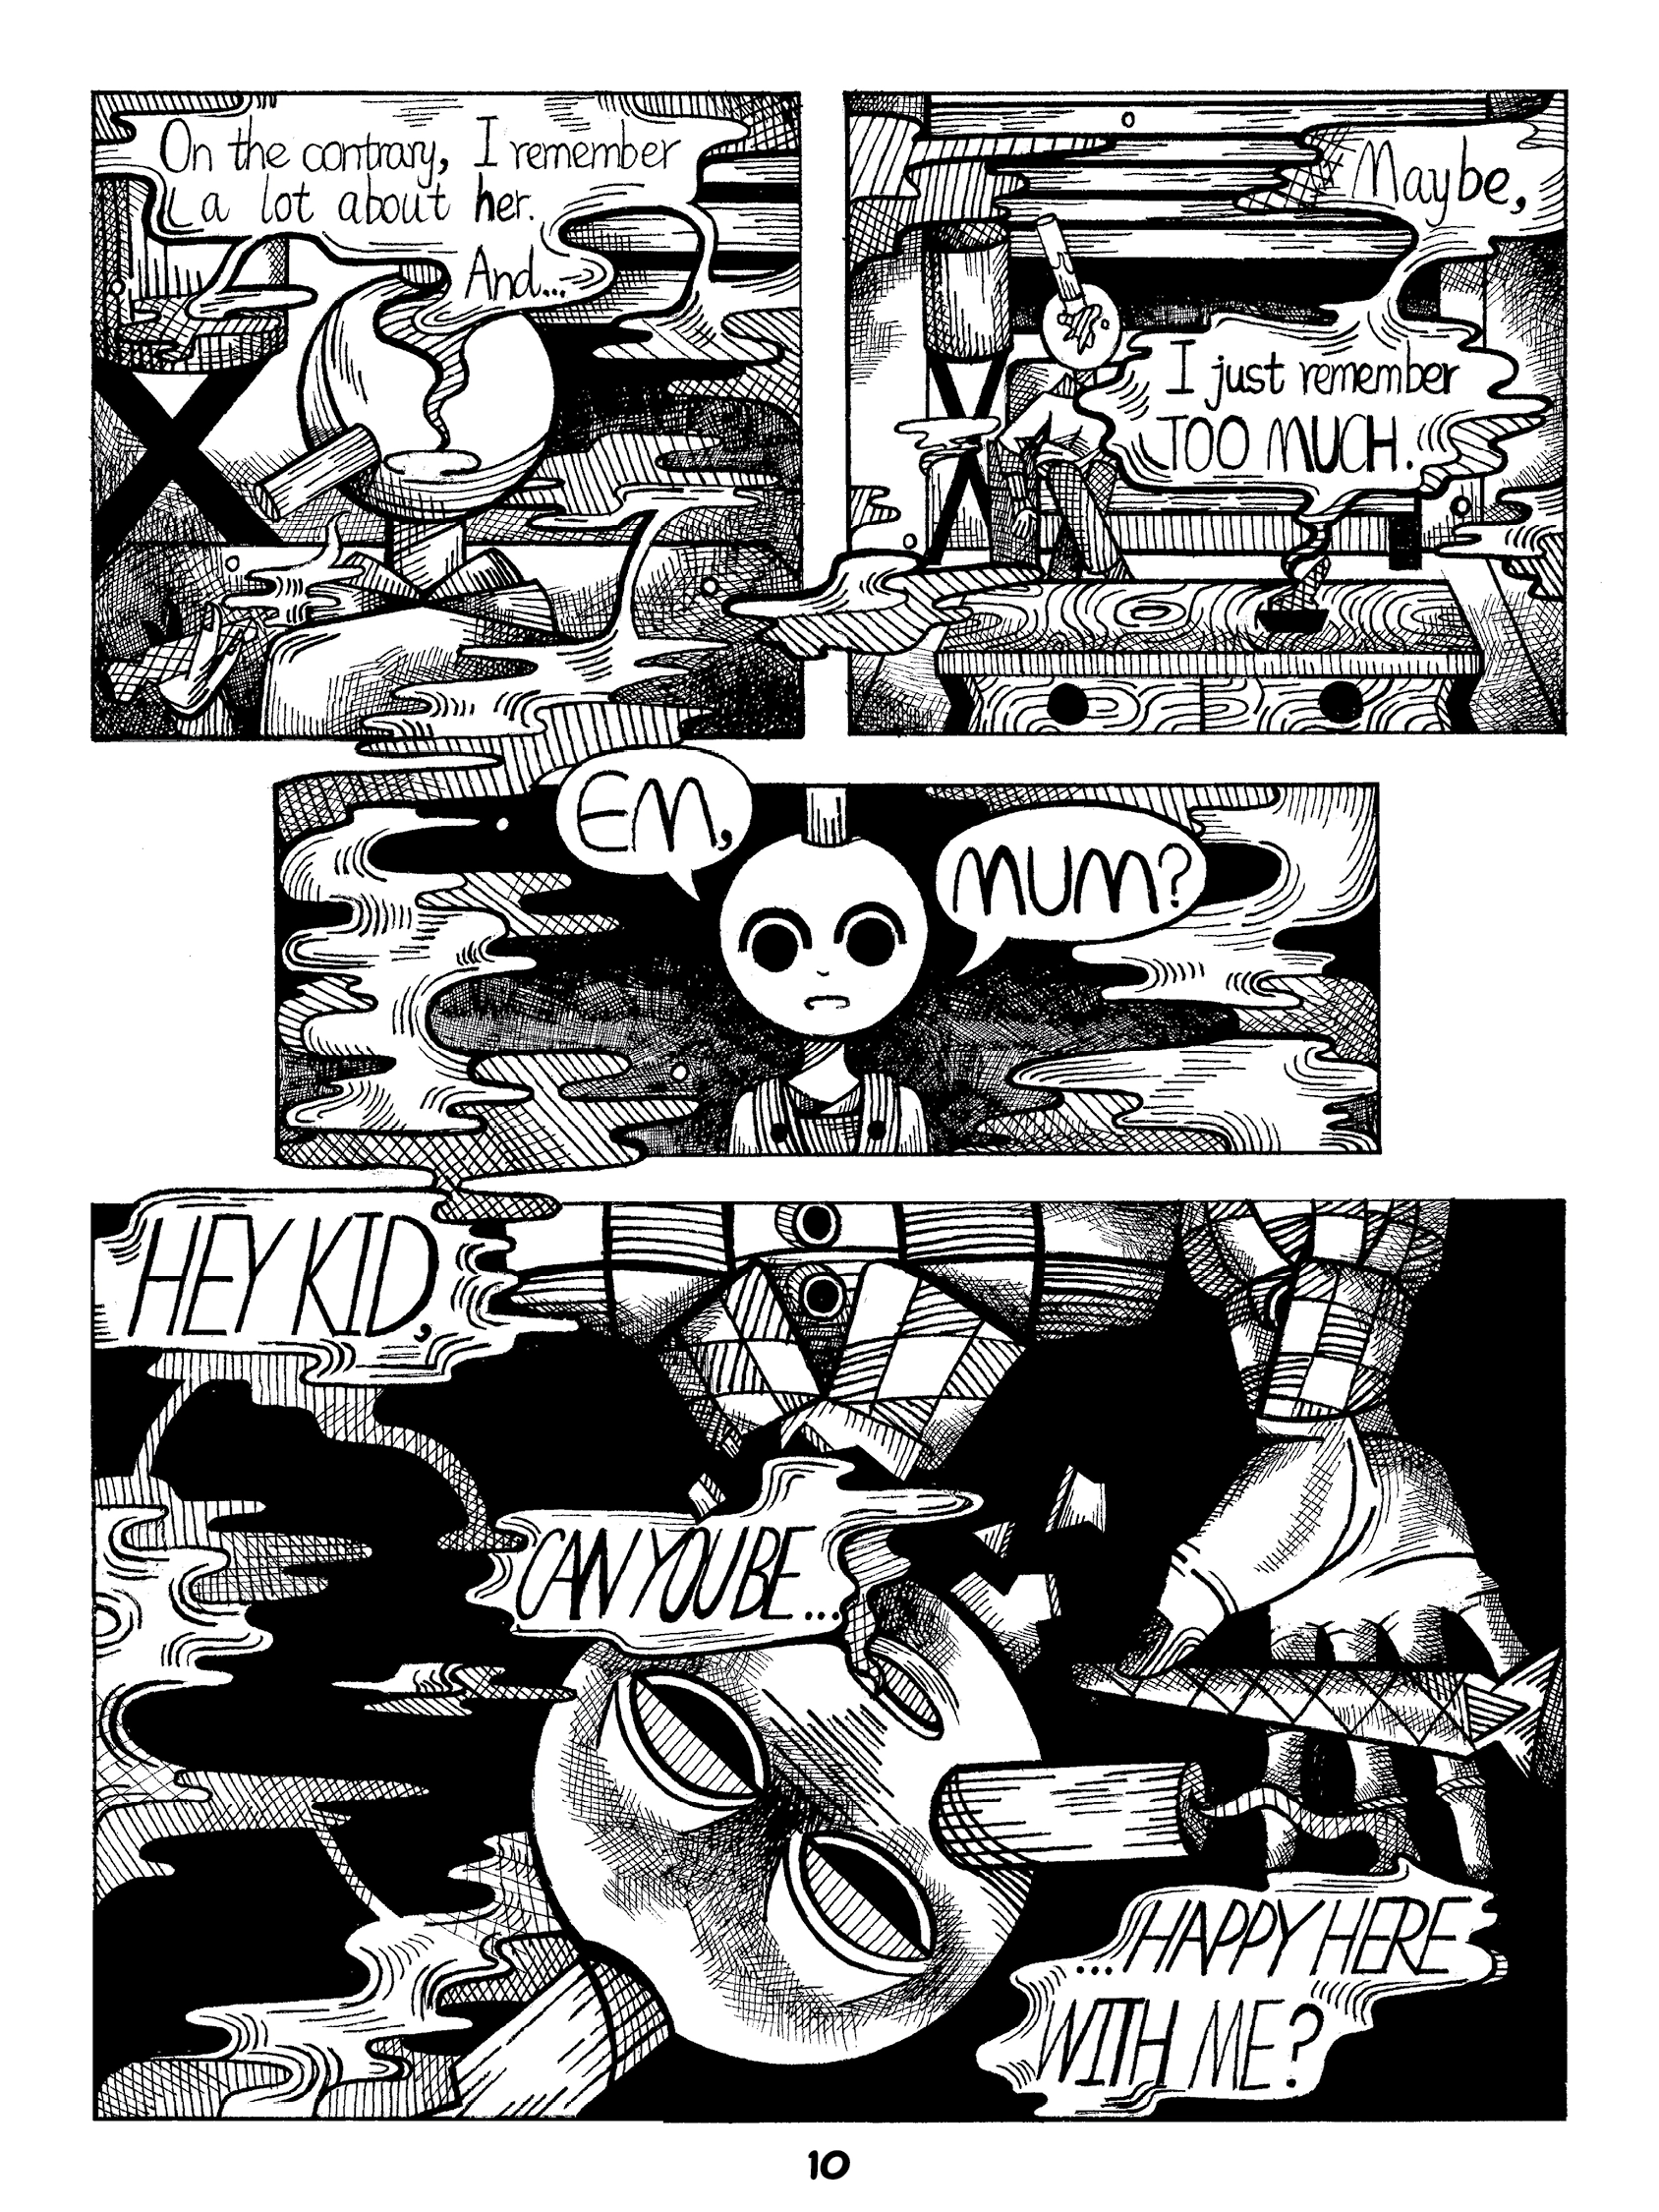 On the contrary, I remember
a lot about her.
And...
Maybe,
I just remember
TOO MUCH.
EM,
MUM?
HEY KID,
CAN YOU BE...
...HAPPY HERE
WITH ME?
10